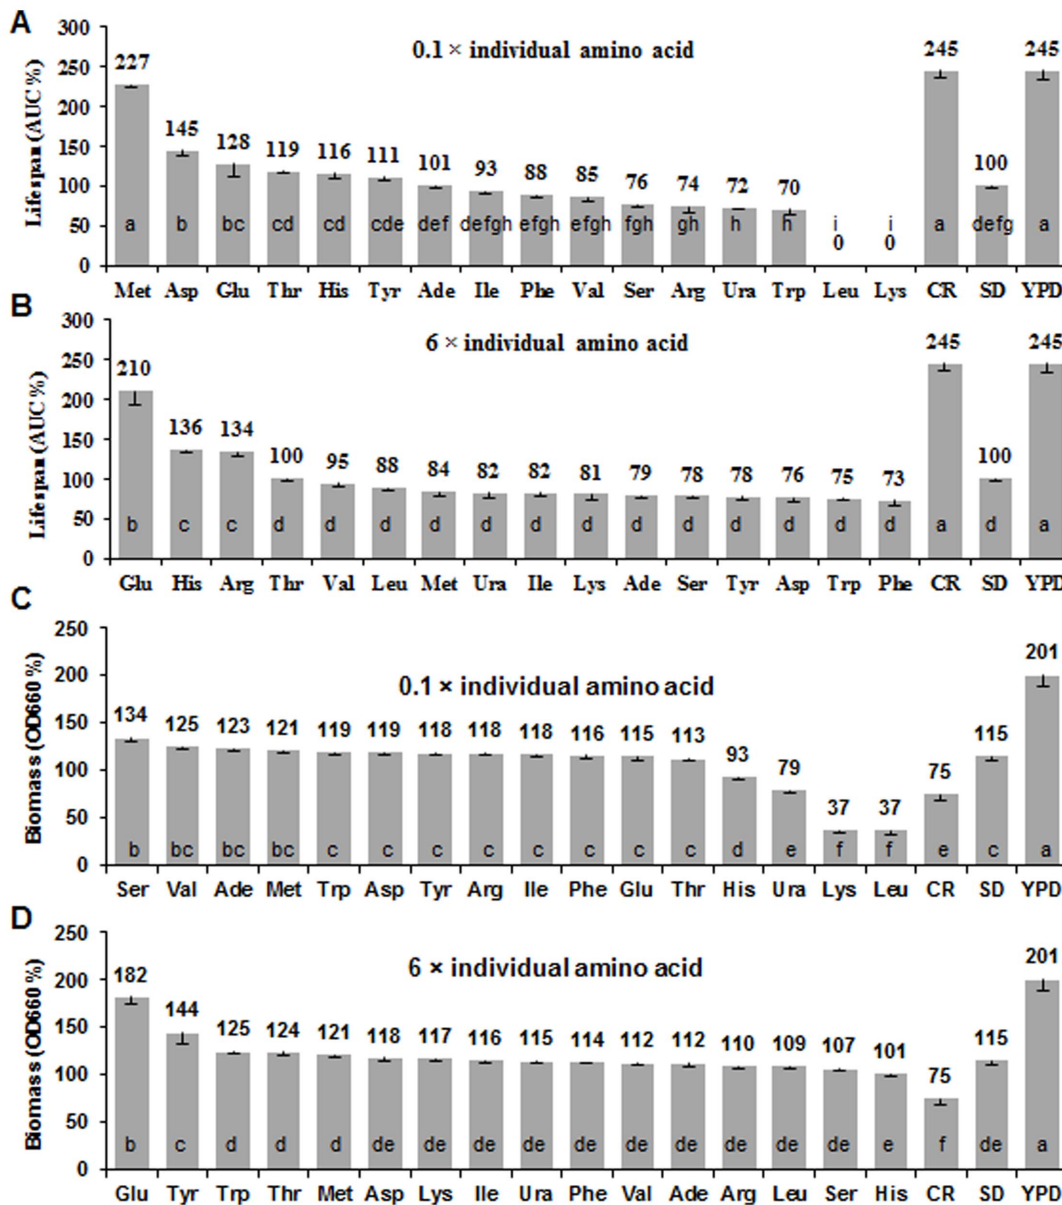 A
0.1 × individual amino acid
Lifespan (AUC %)
300
250
200
150
100
50
0
227 145 128 119 116 111 101 93 88 85 76 74 72 70 0 0 245 100 245
a b bc cd cd cde def defgh efgh efgh fgh gh h h i i a defg a
Met Asp Glu Thr His Tyr Ade Ile Phe Val Ser Arg Ura Trp Leu Lys CR SD YPD
B
6 × individual amino acid
Lifespan (AUC %)
300
250
200
150
100
50
0
210 136 134 100 95 88 84 82 82 81 79 78 78 76 75 73 245 100 245
b c c d d d d d d d d d d d d d a d a
Glu His Arg Thr Val Leu Met Ura Ile Lys Ade Ser Tyr Asp Trp Phe CR SD YPD
C
0.1 × individual amino acid
Biomass (OD660 %)
250
200
150
100
50
0
134 125 123 121 119 119 118 118 118 116 115 113 93 79 37 37 75 115 201
b bc bc bc c c c c c c c c d e f f e c a
Ser Val Ade Met Trp Asp Tyr Arg Ile Phe Glu Thr His Ura Lys Leu CR SD YPD
D
6 × individual amino acid
Biomass (OD660 %)
250
200
150
100
50
0
182 144 125 124 121 118 117 116 115 114 112 112 110 109 107 101 75 115 201
b c d d d de de de de de de de de de de e f de a
Glu Tyr Trp Thr Met Asp Lys Ile Ura Phe Val Ade Arg Leu Ser His CR SD YPD